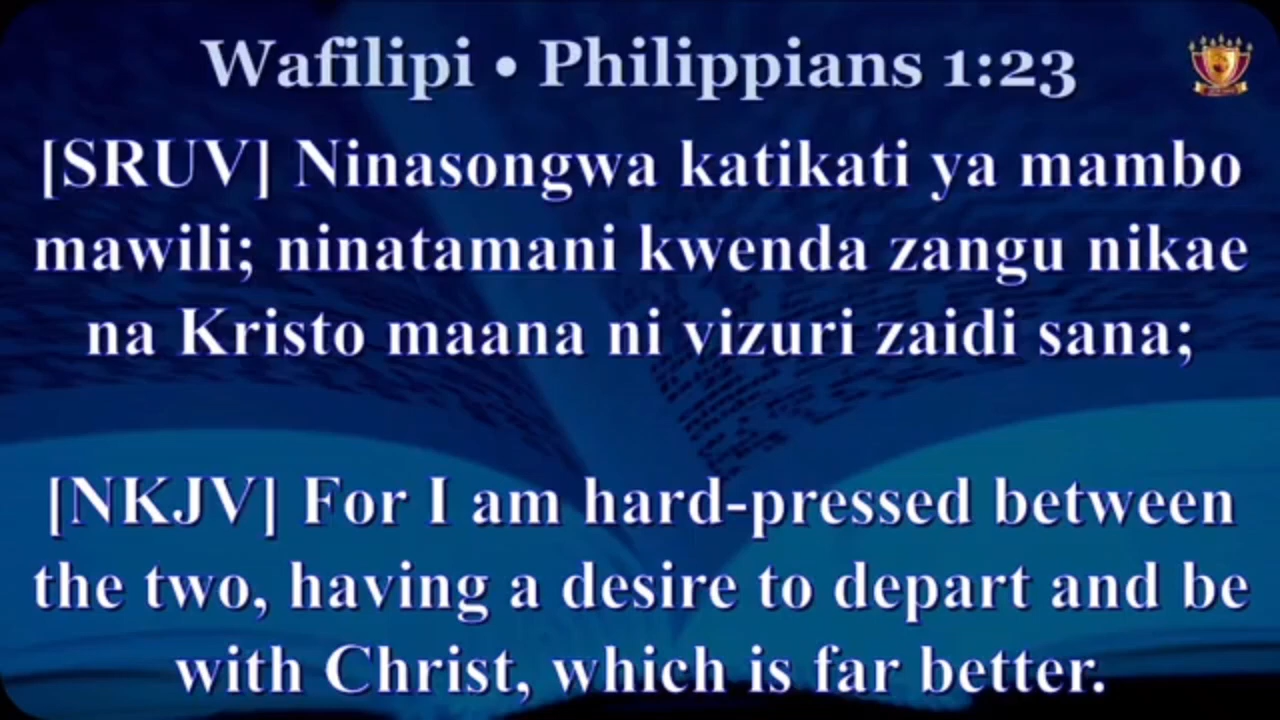 Wafilipi • Philippians 1:23
[SRUV] Ninasongwa katikati ya mambo
mawili; ninatamani kwenda zangu nikae
na Kristo maana ni vizuri zaidi sana;
[NKJV] For I am hard-pressed between
the two, having a desire to depart and be
with Christ, which is far better.